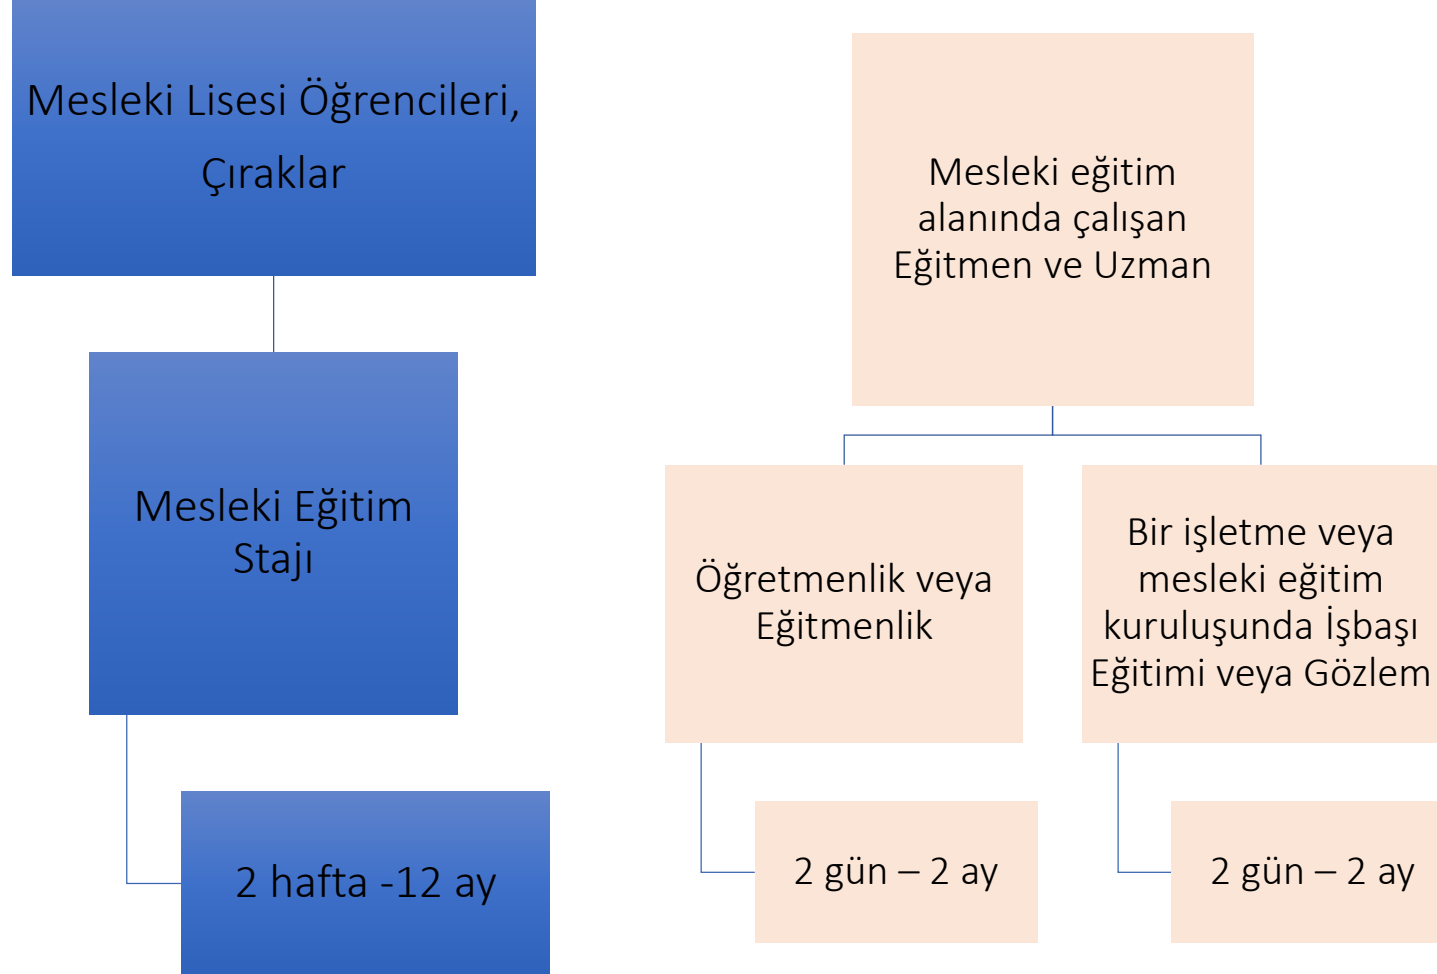 Mesleki Lisesi Öğrencileri,
Çıraklar
Mesleki Eğitim
Stajı
2 hafta -12 ay
Mesleki eğitim
alanında çalışan
Eğitmen ve Uzman
Öğretmenlik veya
Eğitmenlik
2 gün – 2 ay
Bir işletme veya
mesleki eğitim
kuruluşunda İşbaşı
Eğitimi veya Gözlem
2 gün – 2 ay